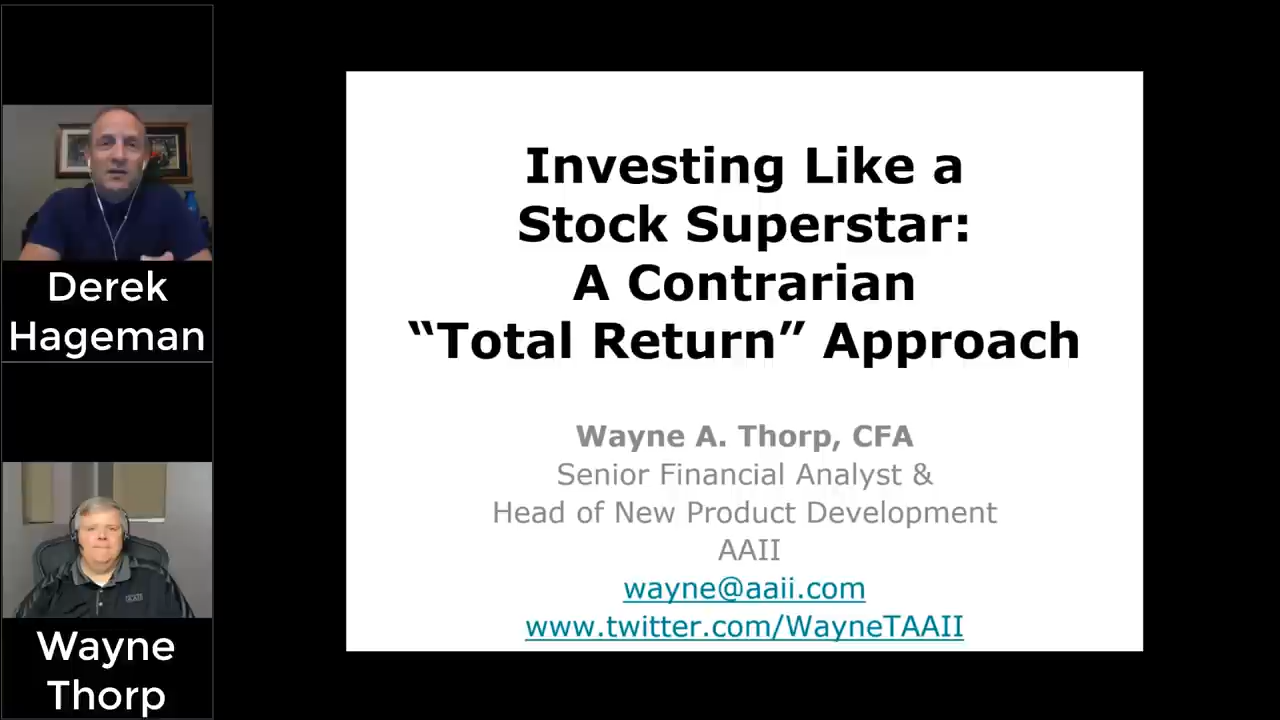 Derek
Hageman
Wayne
Thorp
Investing Like a
Stock Superstar:
A Contrarian
“Total Return” Approach
Wayne A. Thorp, CFA
Senior Financial Analyst &
Head of New Product Development
AAII
wayne@aaii.com
www.twitter.com/WayneTAAII
AAII